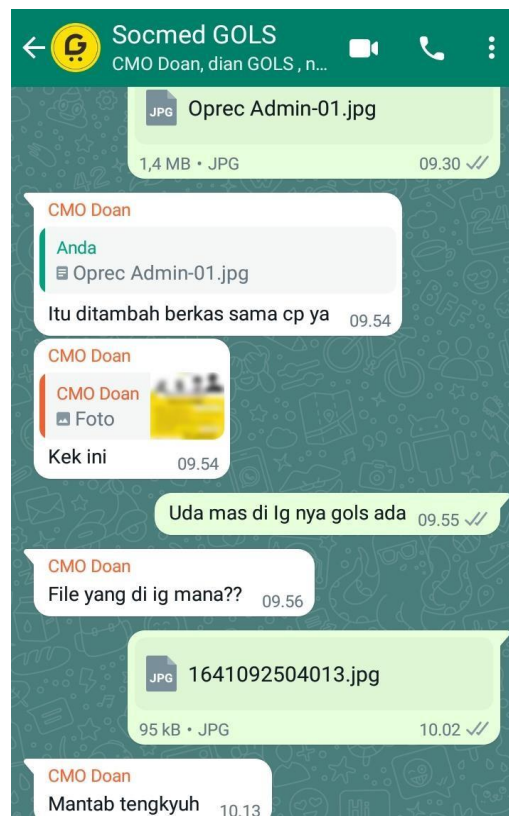 Socmed GOLS
CMO Doan, dian GOLS , n...
JPG Oprec Admin-01.jpg
1,4 MB • JPG 09.30
CMO Doan
Anda
Oprec Admin-01.jpg
Itu ditambah berkas sama cp ya 09.54
CMO Doan
CMO Doan
Foto
Kek ini 09.54
Uda mas di Ig nya gols ada 09.55
CMO Doan
File yang di ig mana?? 09.56
JPG 1641092504013.jpg
95 kB • JPG 10.02
CMO Doan
Mantab tengkyuh 10.13